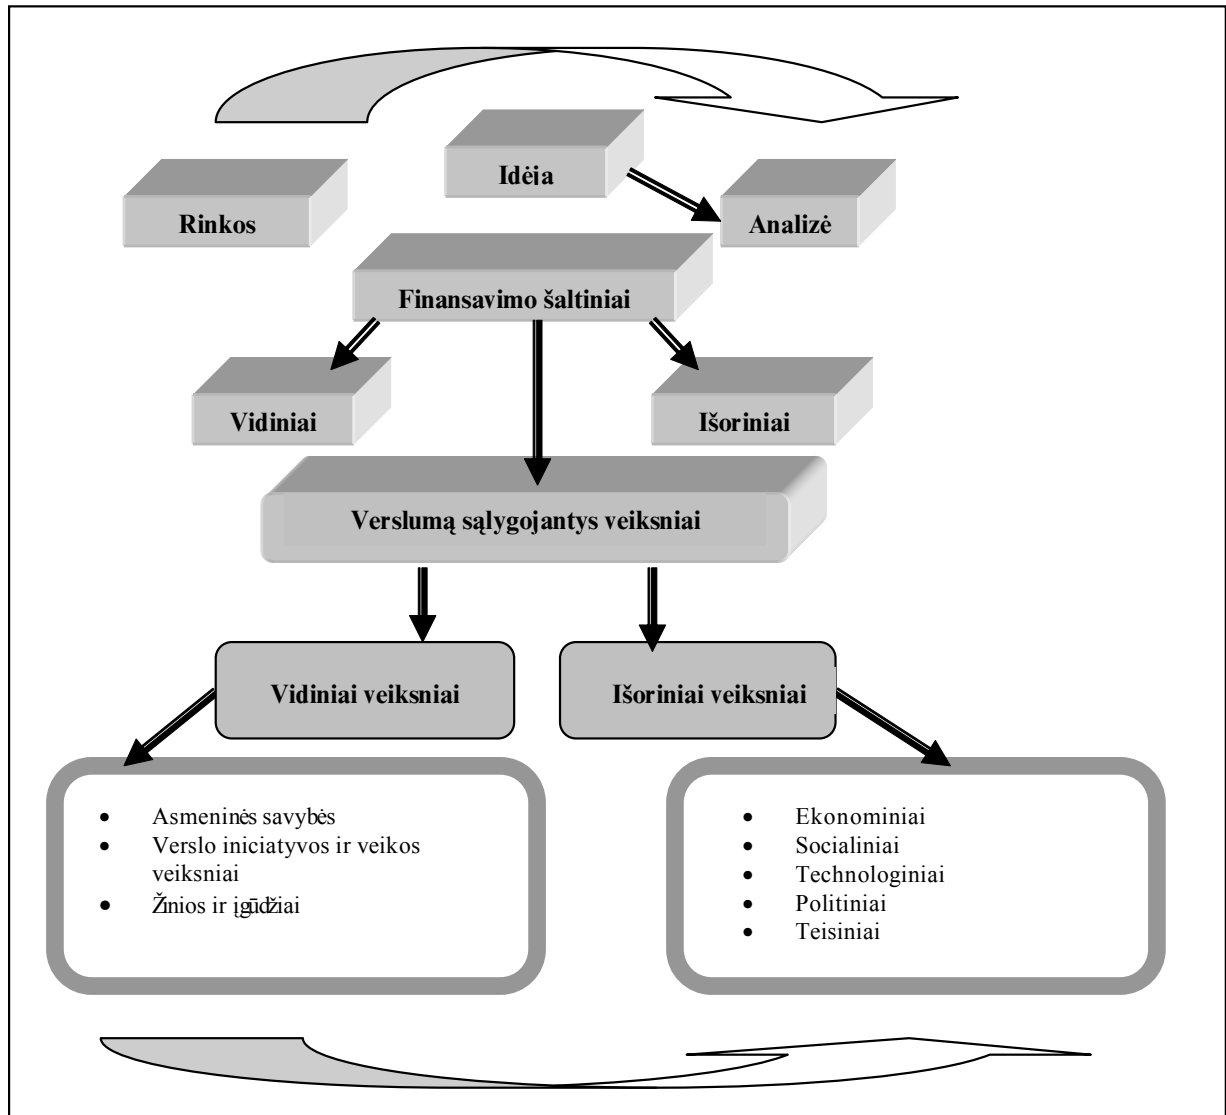 Idėja
Rinkos
Analizė
Finansavimo šaltiniai
Vidiniai
Išoriniai
Verslumą sąlygojantys veiksniai
Vidiniai veiksniai
Išoriniai veiksniai
• Asmeninės savybės
• Verslo iniciatyvos ir veikos
veiksniai
• Žinios ir įgūdžiai
• Ekonominiai
• Socialiniai
• Technologiniai
• Politiniai
• Teisiniai